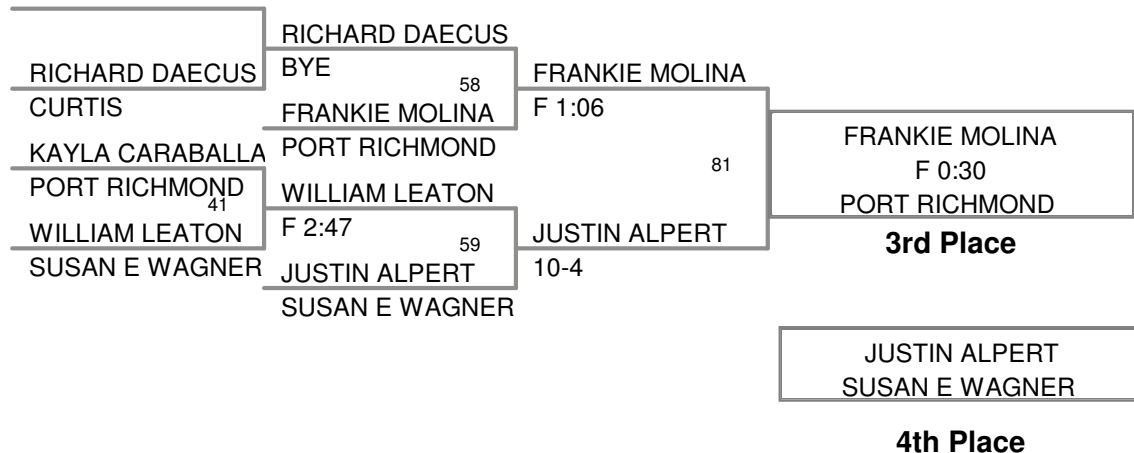 RICHARD DAECUS
CURTIS
KAYLA CARABALLA
PORT RICHMOND
41
WILLIAM LEATON
SUSAN E WAGNER
RICHARD DAECUS
BYE
58
FRANKIE MOLINA
PORT RICHMOND
WILLIAM LEATON
F 2:47
59
JUSTIN ALPERT
SUSAN E WAGNER
FRANKIE MOLINA
F 1:06
81
JUSTIN ALPERT
10-4
FRANKIE MOLINA
F 0:30
PORT RICHMOND
3rd Place
JUSTIN ALPERT
SUSAN E WAGNER
4th Place